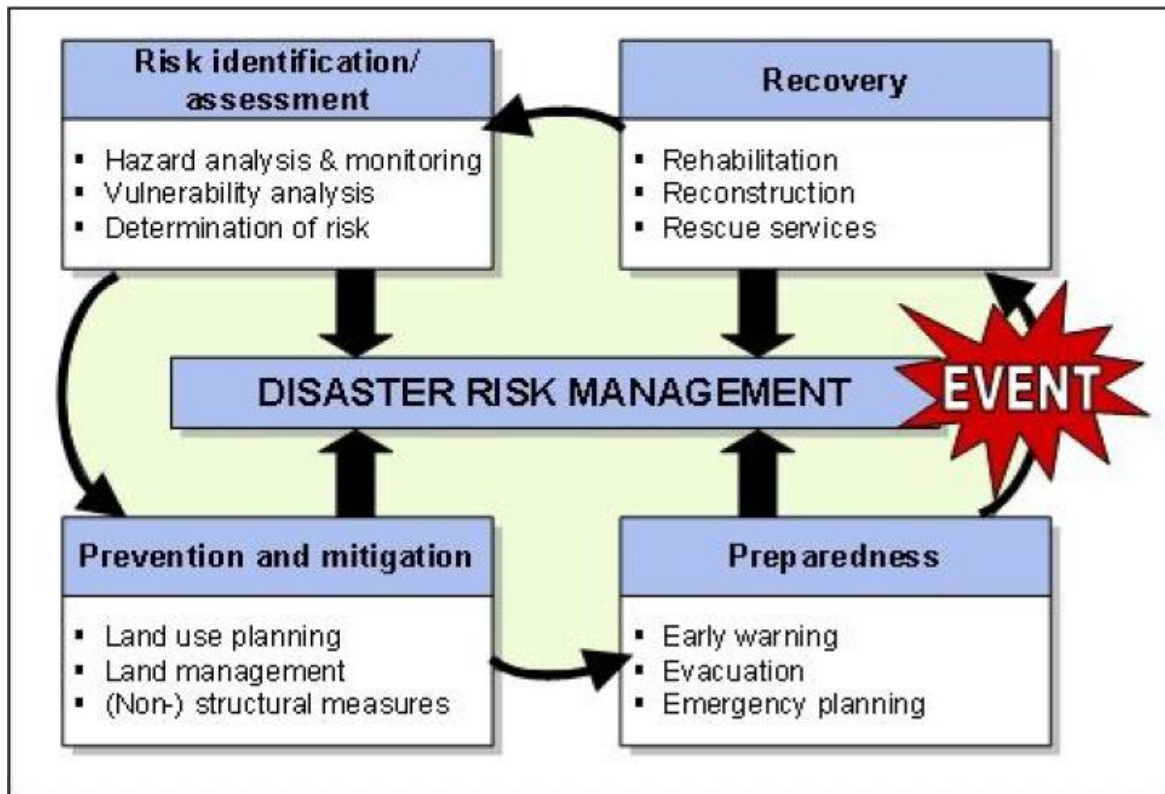 Risk identification/
assessment
▪ Hazard analysis & monitoring
▪ Vulnerability analysis
▪ Determination of risk
Recovery
▪ Rehabilitation
▪ Reconstruction
▪ Rescue services
DISASTER RISK MANAGEMENT
EVENT
Prevention and mitigation
▪ Land use planning
▪ Land management
▪ (Non-) structural measures
Preparedness
▪ Early warning
▪ Evacuation
▪ Emergency planning